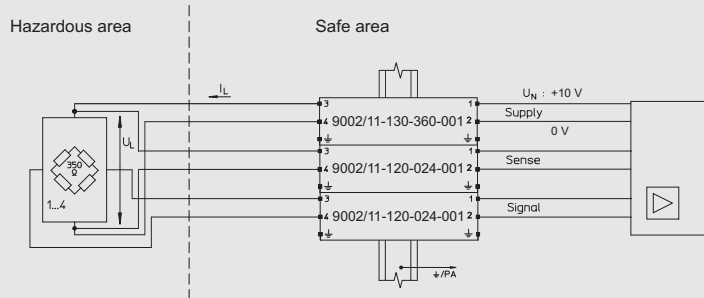 Hazardous area
Safe area
I_L
U_N : +10 V
3 1
Supply
4 9002/11-130-360-001 2
0 V
U_L
3 1
4 9002/11-120-024-001 2
Sense
350
Ω
3 1
1...4
Signal
4 9002/11-120-024-001 2
⏚/PA